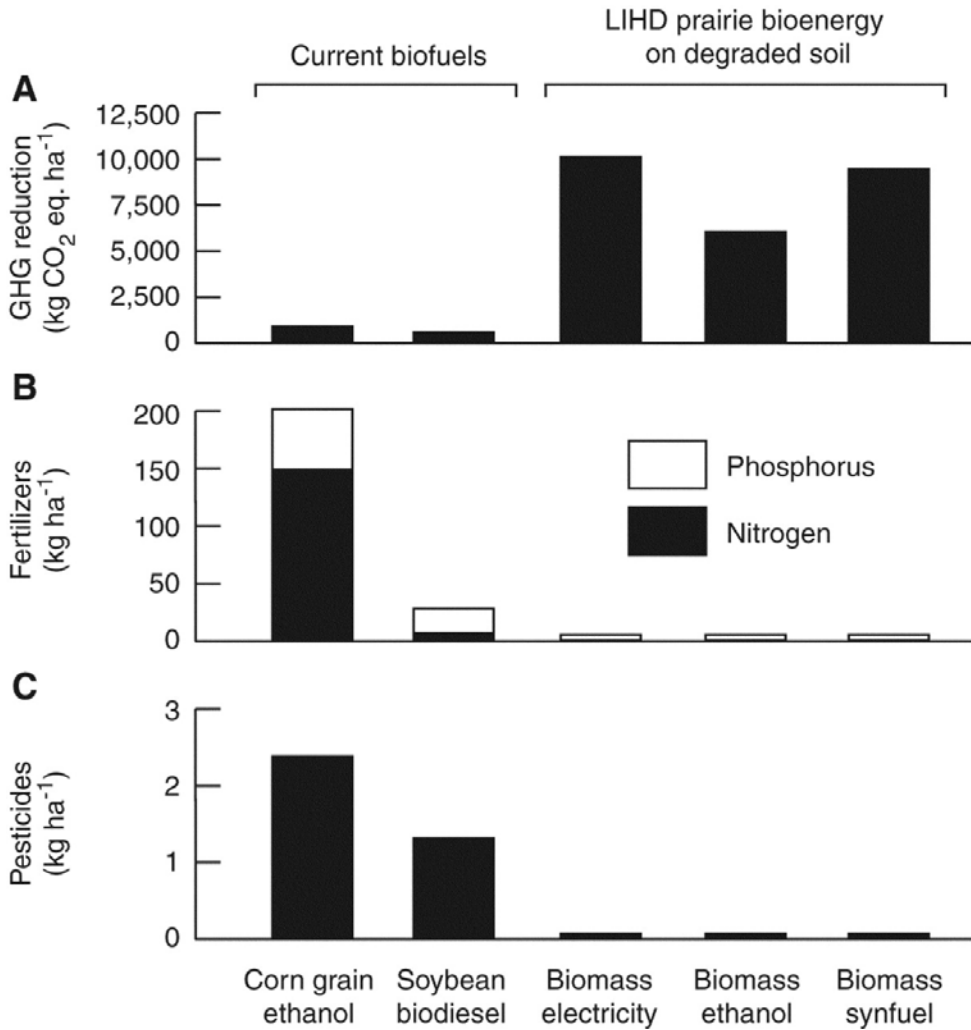 Current biofuels
LIHD prairie bioenergy
on degraded soil
A
GHG reduction
(kg CO₂ eq. ha⁻¹)
12,500
10,000
7,500
5,000
2,500
0
B
Fertilizers
(kg ha⁻¹)
200
150
100
50
0
Phosphorus
Nitrogen
C
Pesticides
(kg ha⁻¹)
3
2
1
0
Corn grain
ethanol
Soybean
biodiesel
Biomass
electricity
Biomass
ethanol
Biomass
synfuel